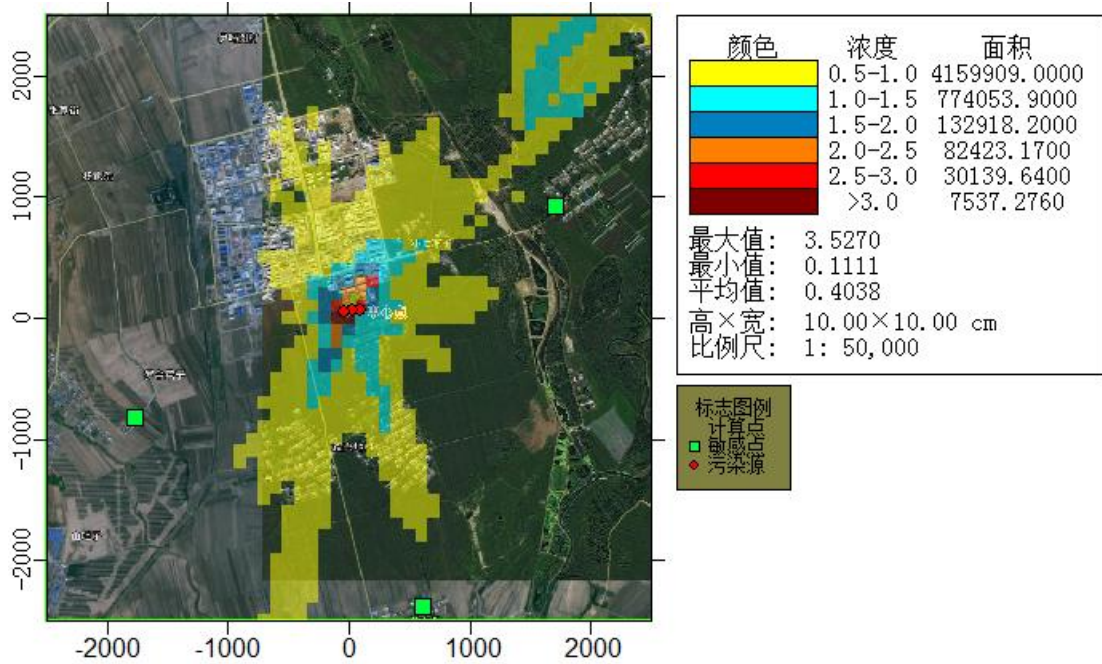 颜色 浓度 面积
0.5-1.0 4159909.0000
1.0-1.5 774053.9000
1.5-2.0 132918.2000
2.0-2.5 82423.1700
2.5-3.0 30139.6400
>3.0 7537.2760
最大值: 3.5270
最小值: 0.1111
平均值: 0.4038
高×宽: 10.00×10.00 cm
比例尺: 1: 50,000
标志图例
计算点
敏感点
污染源
2000
1000
0
-1000
-2000
-2000 -1000 0 1000 2000